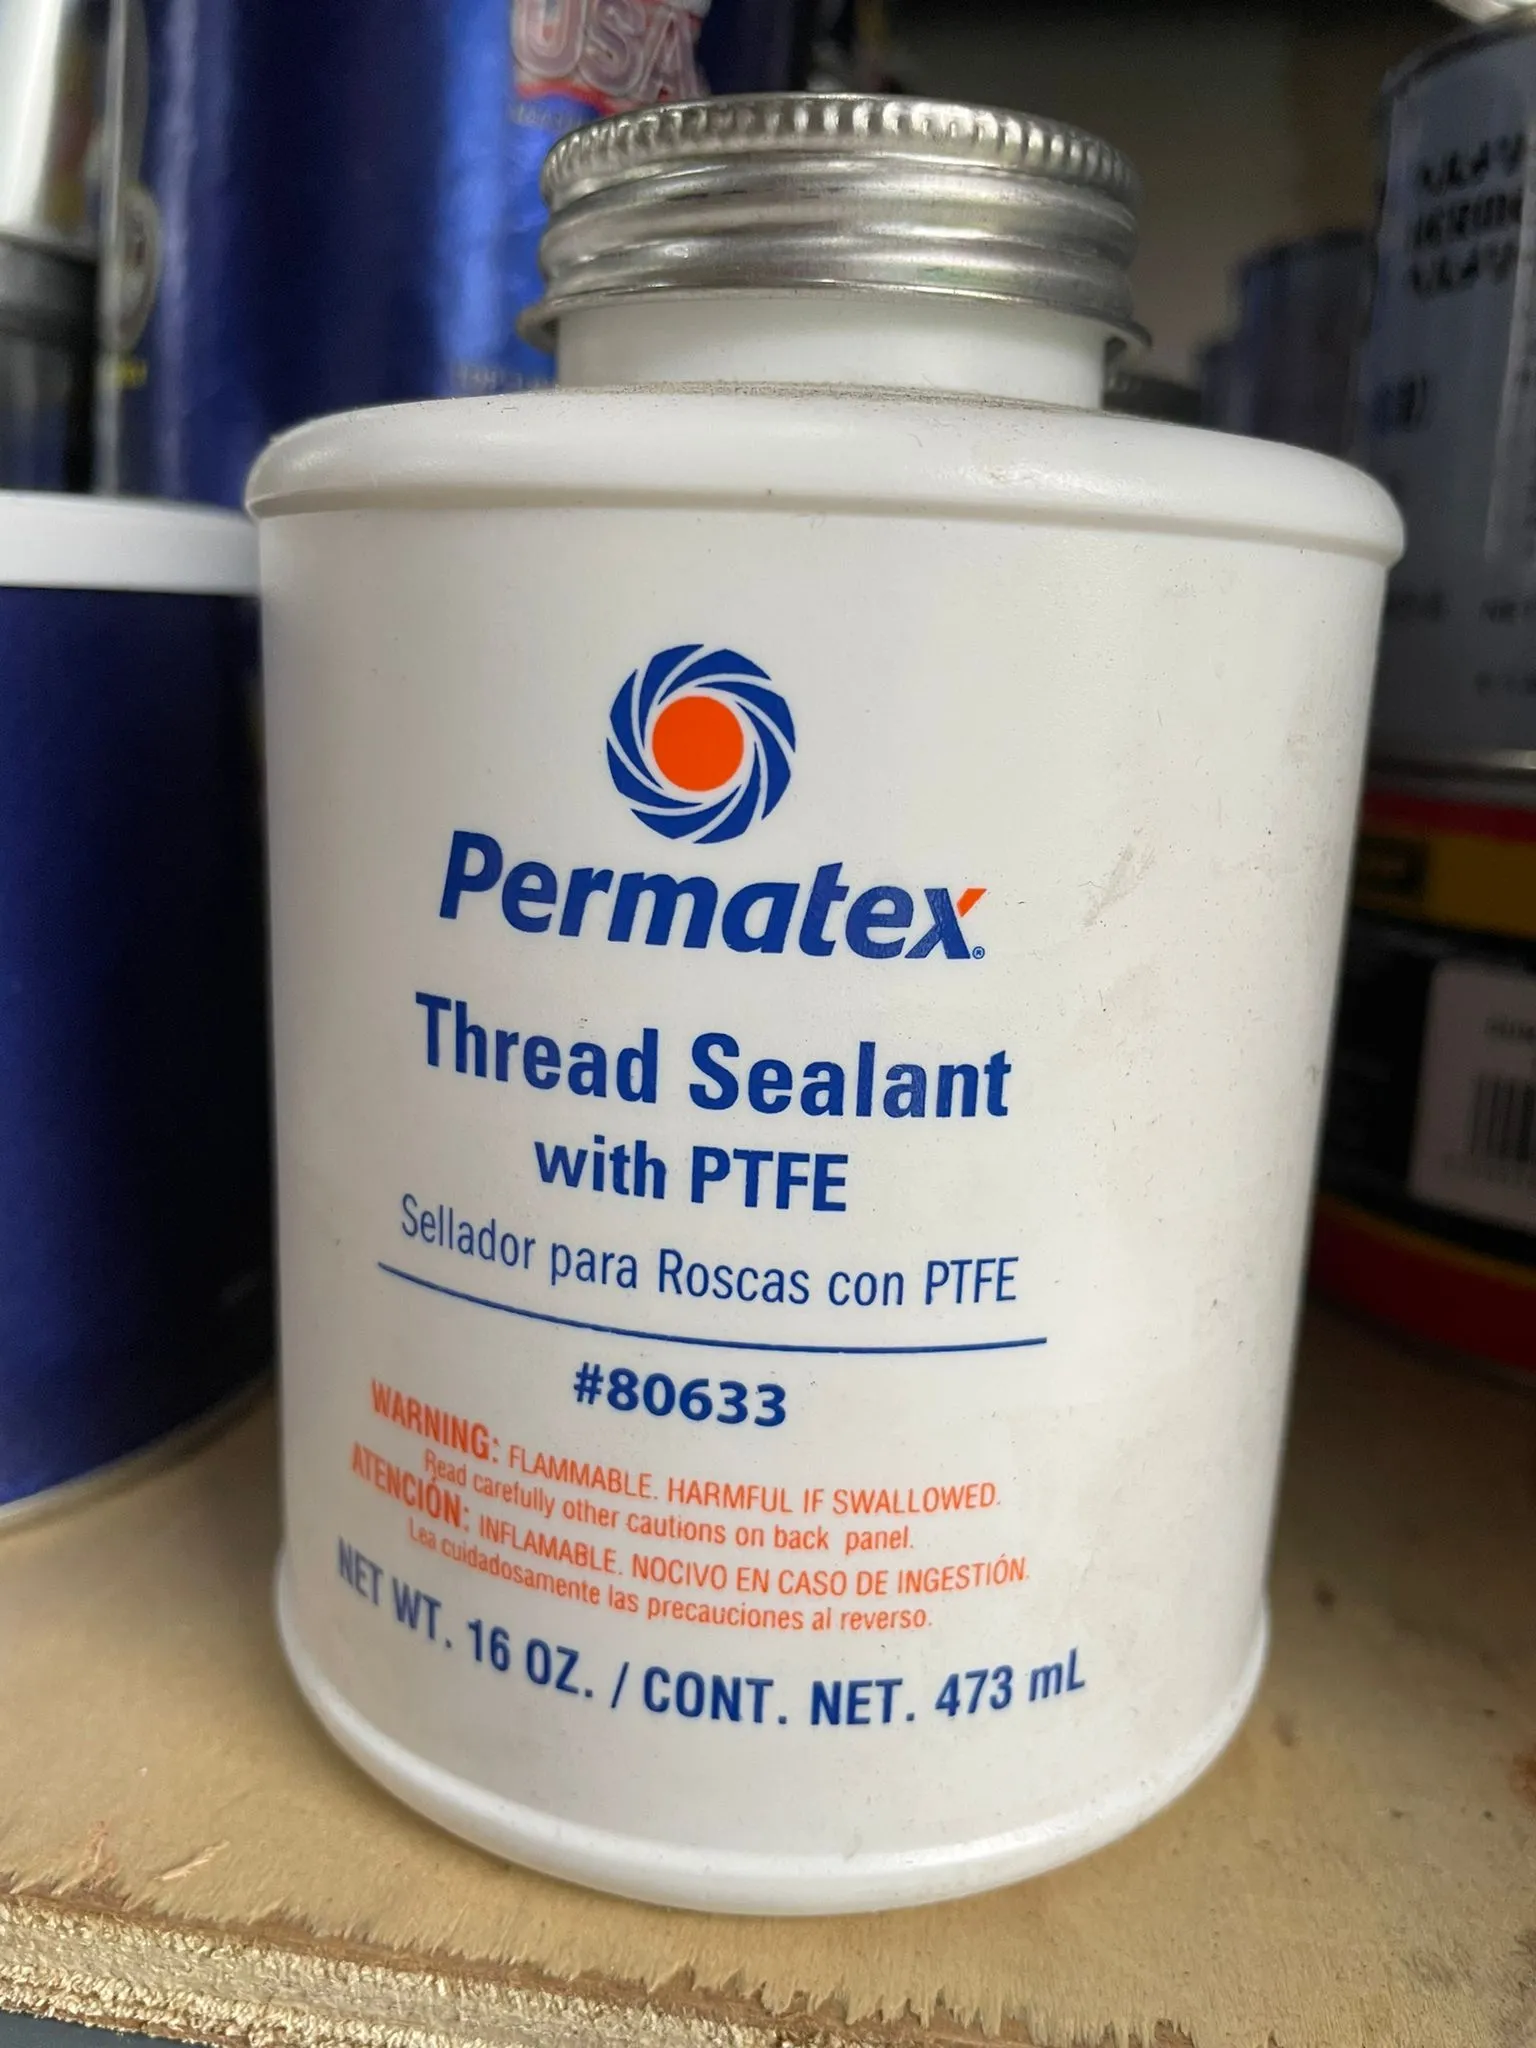 USA
Permatex®
Thread Sealant
with PTFE
Sellador para Roscas con PTFE
#80633
WARNING: FLAMMABLE. HARMFUL IF SWALLOWED.
Read carefully other cautions on back panel.
ATENCIÓN: INFLAMABLE. NOCIVO EN CASO DE INGESTIÓN.
Lea cuidadosamente las precauciones al reverso.
NET WT. 16 OZ. / CONT. NET. 473 mL